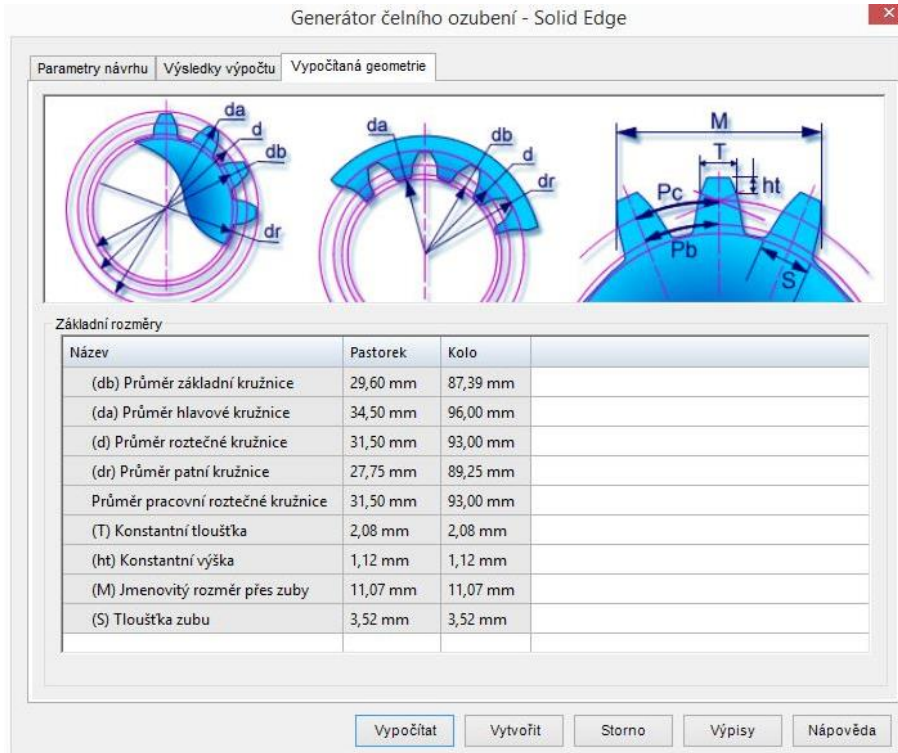 Generátor čelního ozubení - Solid Edge
Parametry návrhu Výsledky výpočtu Vypočítaná geometrie
da
d
db
dr
da
db
d
dr
M
T
ht
Pc
Pb
S
Základní rozměry
Název Pastorek Kolo
(db) Průměr základní kružnice 29,60 mm 87,39 mm
(da) Průměr hlavové kružnice 34,50 mm 96,00 mm
(d) Průměr roztečné kružnice 31,50 mm 93,00 mm
(dr) Průměr patní kružnice 27,75 mm 89,25 mm
Průměr pracovní roztečné kružnice 31,50 mm 93,00 mm
(T) Konstantní tloušťka 2,08 mm 2,08 mm
(ht) Konstantní výška 1,12 mm 1,12 mm
(M) Jmenovitý rozměr přes zuby 11,07 mm 11,07 mm
(S) Tloušťka zubu 3,52 mm 3,52 mm
Vypočítat Vytvořit Storno Výpisy Nápověda